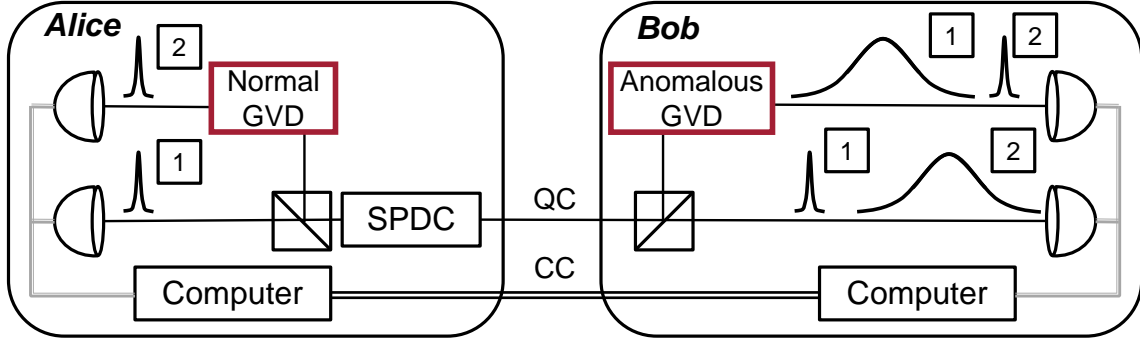 Alice
2
Normal
GVD
1
SPDC
Computer
QC
CC
Bob
Anomalous
GVD
1
2
1
2
Computer